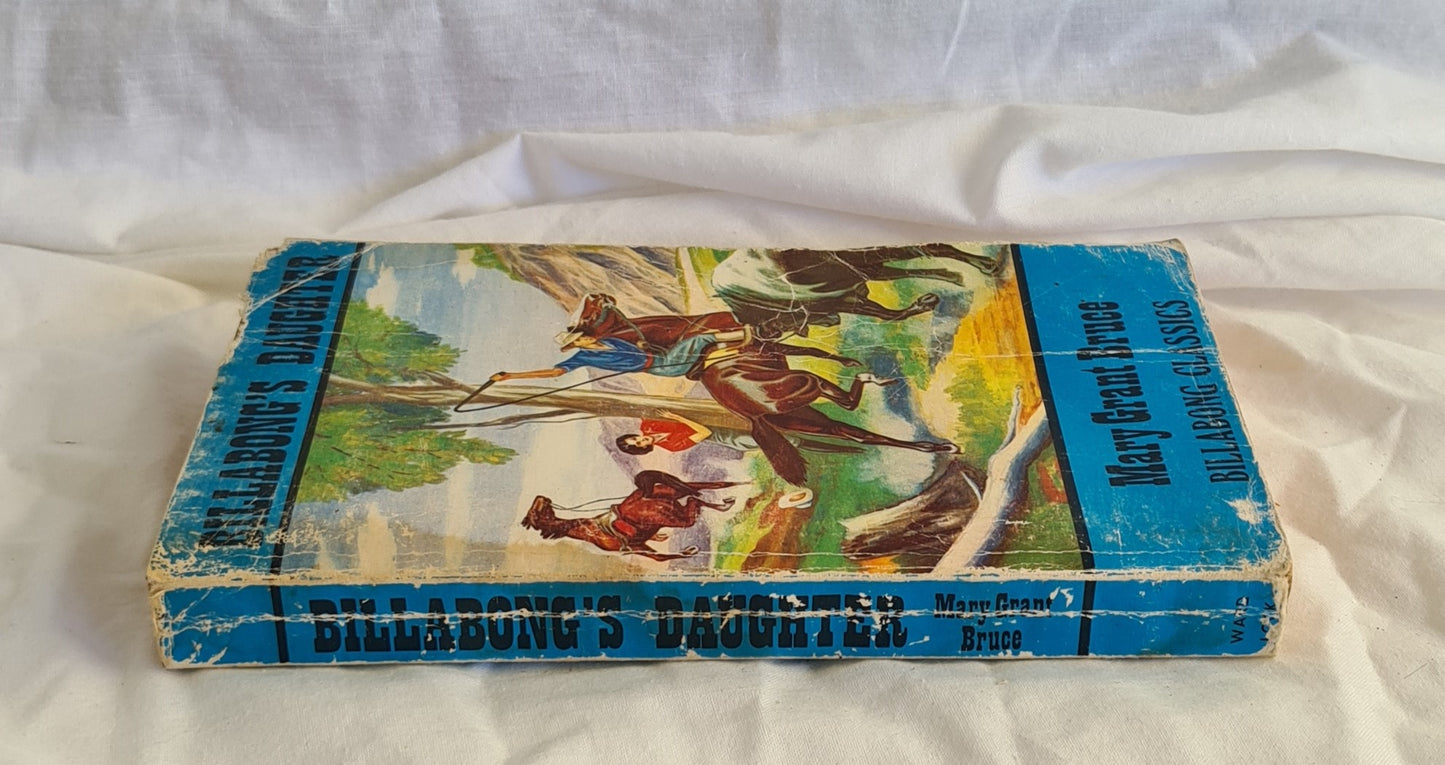 BILLABONG'S DAUGHTER
Mary Grant Bruce
BILLABONG CLASSICS
BILLABONG'S DAUGHTER
Mary Grant
Bruce
WARD
LOCK